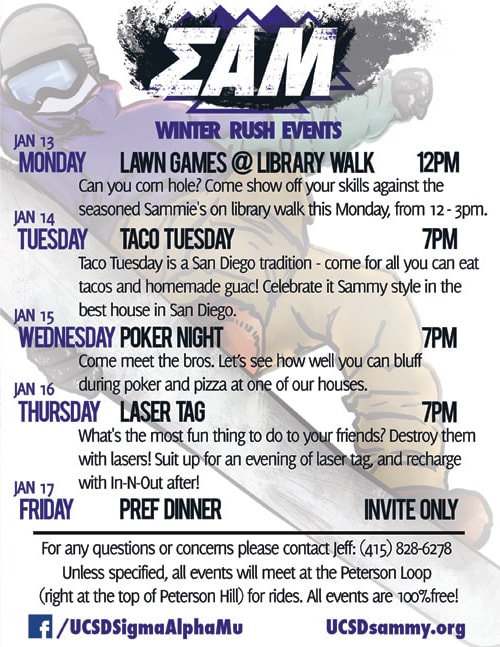 ΣΑΜ
WINTER RUSH EVENTS
JAN 13
MONDAY LAWN GAMES @ LIBRARY WALK 12PM
Can you corn hole? Come show off your skills against the
seasoned Sammie's on library walk this Monday, from 12 - 3pm.
JAN 14
TUESDAY TACO TUESDAY 7PM
Taco Tuesday is a San Diego tradition - come for all you can eat
tacos and homemade guac! Celebrate it Sammy style in the
best house in San Diego.
JAN 15
WEDNESDAY POKER NIGHT 7PM
Come meet the bros. Let's see how well you can bluff
during poker and pizza at one of our houses.
JAN 16
THURSDAY LASER TAG 7PM
What's the most fun thing to do to your friends? Destroy them
with lasers! Suit up for an evening of laser tag, and recharge
with In-N-Out after!
JAN 17
FRIDAY PREF DINNER INVITE ONLY
For any questions or concerns please contact Jeff: (415) 828-6278
Unless specified, all events will meet at the Peterson Loop
(right at the top of Peterson Hill) for rides. All events are 100% free!
f /UCSDSigmaAlphaMu UCSDsammy.org